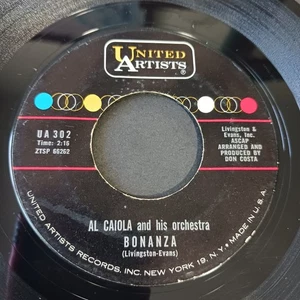 UNITED
ARTISTS
®
UA 302
Time: 2:16
ZTSP 66262
Livingston &
Evans, Inc.
ASCAP
ARRANGED AND
PRODUCED BY
DON COSTA
AL CAIOLA and his orchestra
BONANZA
(Livingston-Evans)
UNITED ARTISTS RECORDS, INC. NEW YORK 19, N.Y. • MADE IN U.S.A.